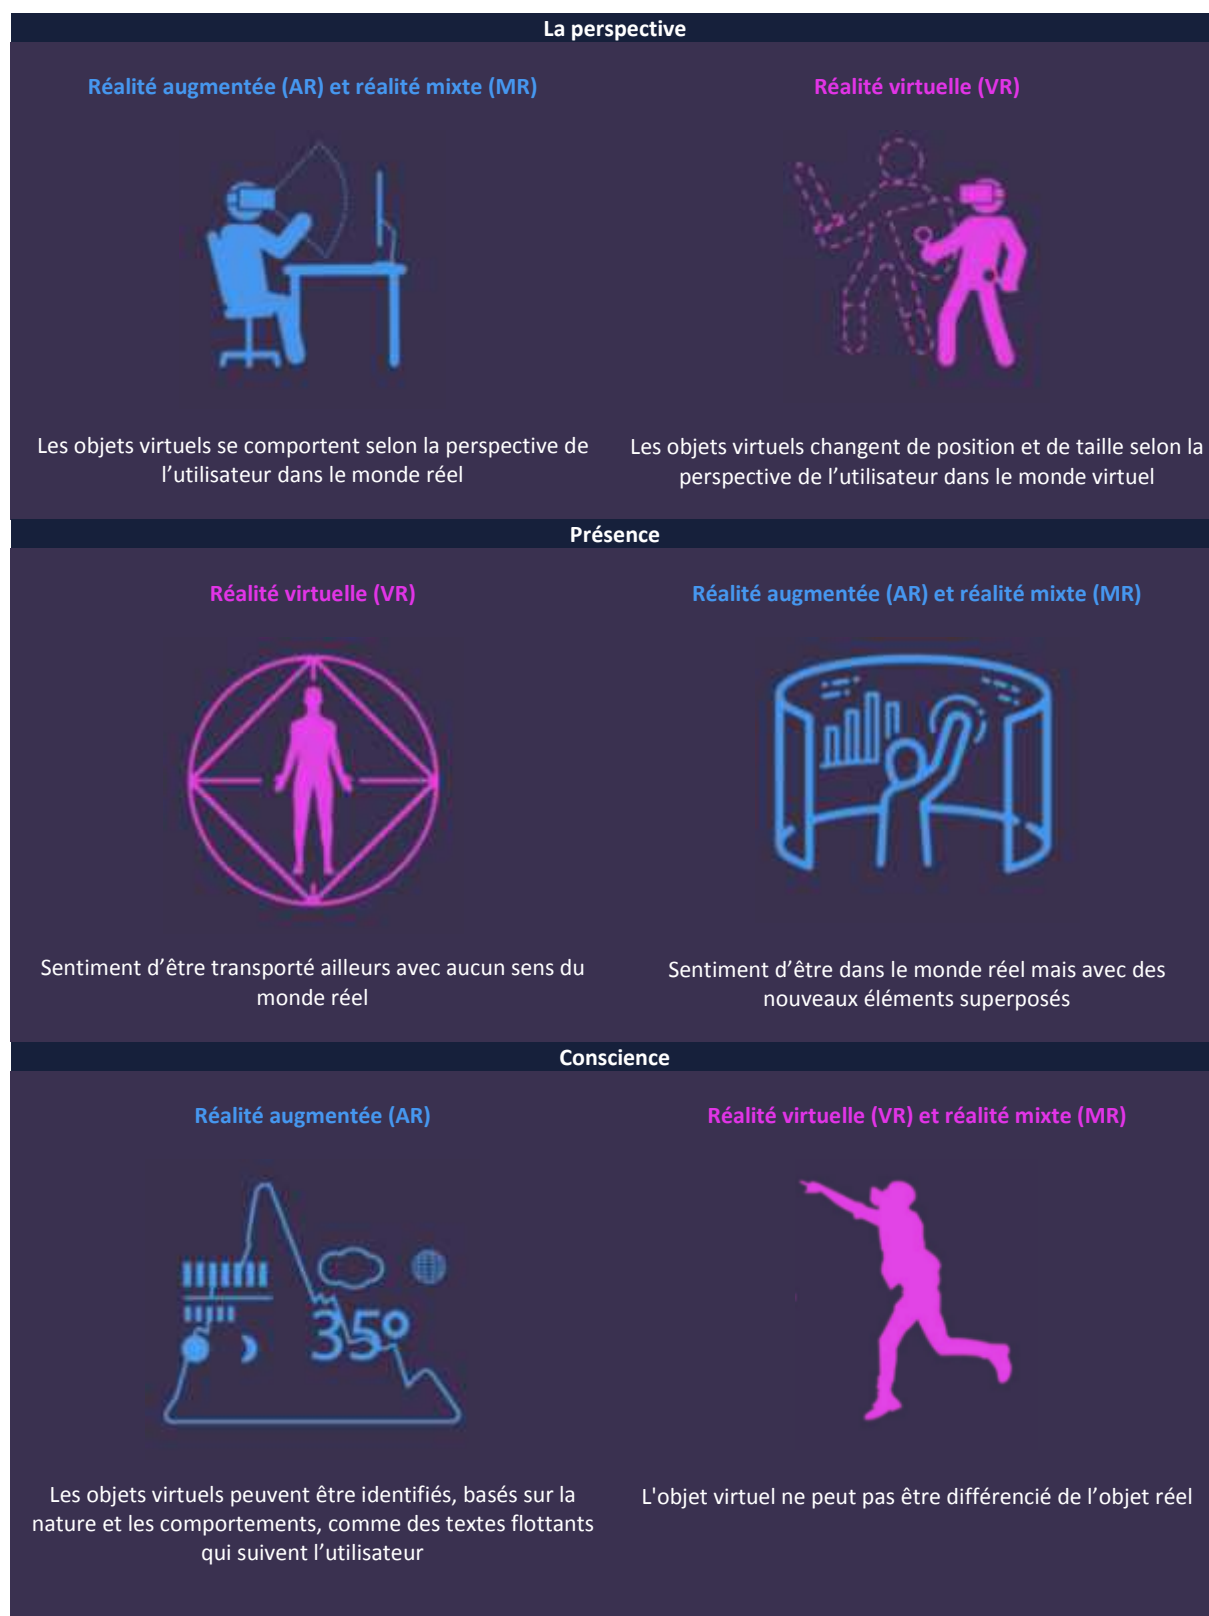 La perspective
Réalité augmentée (AR) et réalité mixte (MR)
Réalité virtuelle (VR)
Les objets virtuels se comportent selon la perspective de
l’utilisateur dans le monde réel
Les objets virtuels changent de position et de taille selon la
perspective de l’utilisateur dans le monde virtuel
Présence
Réalité virtuelle (VR)
Réalité augmentée (AR) et réalité mixte (MR)
Sentiment d’être transporté ailleurs avec aucun sens du
monde réel
Sentiment d’être dans le monde réel mais avec des
nouveaux éléments superposés
Conscience
Réalité augmentée (AR)
Réalité virtuelle (VR) et réalité mixte (MR)
35°
Les objets virtuels peuvent être identifiés, basés sur la
nature et les comportements, comme des textes flottants
qui suivent l’utilisateur
L'objet virtuel ne peut pas être différencié de l’objet réel